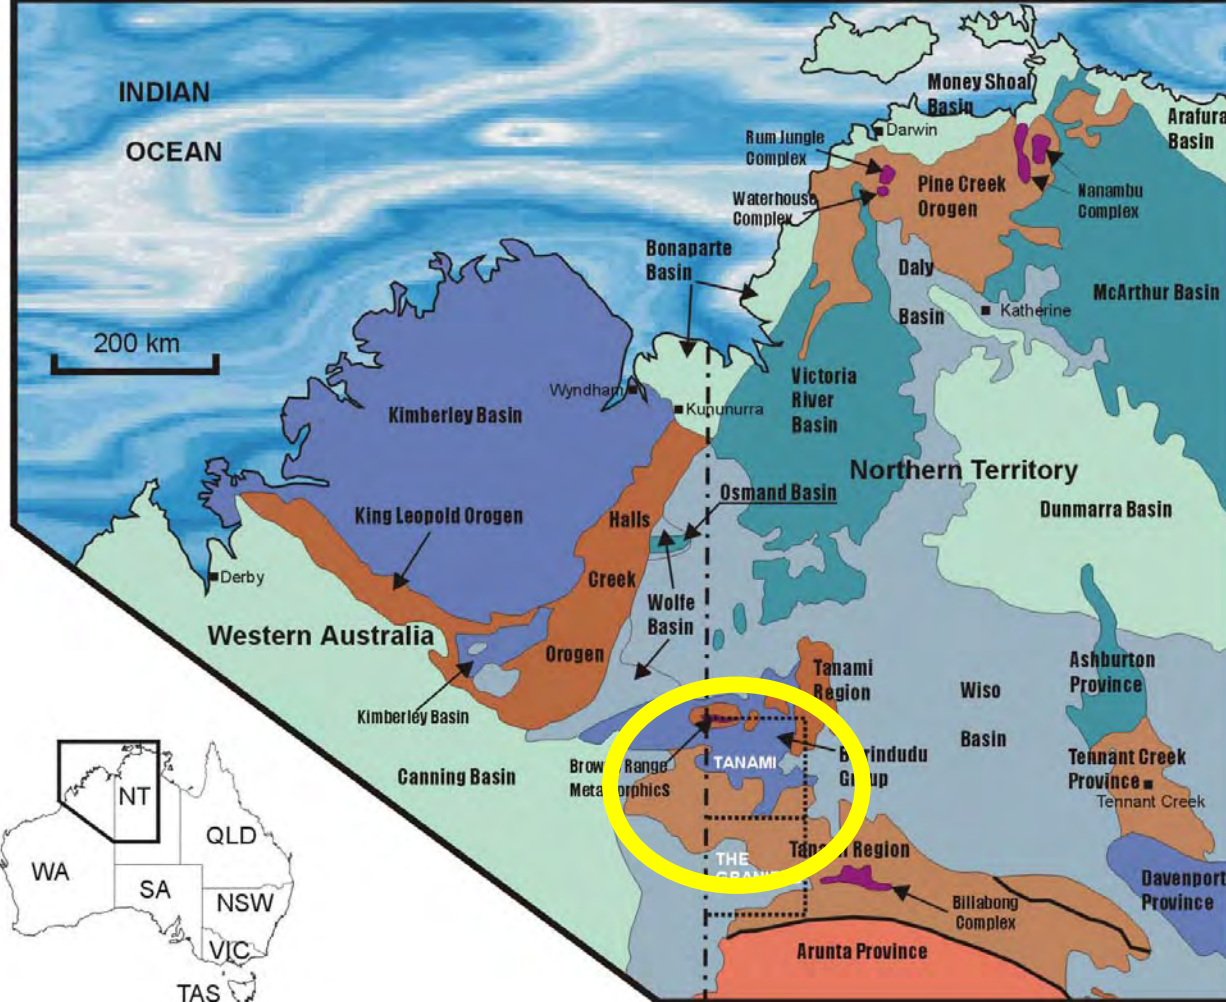 INDIAN
OCEAN
Money Shoal
Basin
Arafura
Basin
Darwin
Rum Jungle
Complex
Pine Creek
Orogen
Nanambu
Complex
Waterhouse
Complex
Bonaparte
Basin
Daly
Basin
McArthur Basin
Katherine
200 km
Wyndham
Kununurra
Victoria
River
Basin
Kimberley Basin
Northern Territory
Osmand Basin
Dunmarra Basin
King Leopold Orogen
Halls
Creek
Orogen
Derby
Wolfe
Basin
Western Australia
Kimberley Basin
Tanami
Region
Wiso
Basin
Ashburton
Province
Canning Basin
Browns Range
Metamorphics
TANAMI
Birrindudu
Group
Tennant Creek
Province
Tennant Creek
THE
Tanami Region
Billabong
Complex
Davenport
Province
Arunta Province
NT
QLD
WA
SA
NSW
VIC
TAS